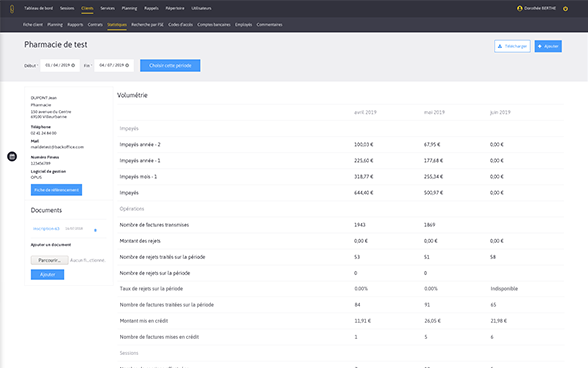 Tableau de bord Sessions Clients Services Planning Rappels Répertoire Utilisateurs Dorothée BERTHE
Fiche client Planning Rapports Contrats Statistiques Recherche par FSE Codes d'accès Comptes bancaires Employés Commentaires
Pharmacie de test
Télécharger
Ajouter
Début : 01 / 04 / 2019 Fin : 04 / 07 / 2019 Choisir cette période
DUPONT Jean
Pharmacie
150 avenue du Centre
69100 Villeurbanne
Téléphone
02 41 24 84 00
Mail
maildetest@backoffice.com
Numéro Finess
123456789
Logiciel de gestion
OPUS
Fiche de référencement
Documents
Ajouter un document
Parcourir...
Ajouter
Volumétrie
avril 2019 mai 2019 juin 2019
Impayés
Impayés année - 2 100,03 € 67,95 € 0,00 €
Impayés année - 1 225,60 € 177,68 € 0,00 €
Impayés mois - 1 318,77 € 255,34 € 0,00 €
Impayés 644,40 € 500,97 € 0,00 €
Opérations
Nombre de factures transmises 1943 1869
Montant des rejets 0,00 € 0,00 € 0,00 €
Nombre de rejets traités sur la période 53 51 58
Nombre de rejets sur la période 0 0
Taux de rejets sur la période 0.00% 0.00% Indisponible
Nombre de factures traitées sur la période 84 91 65
Montant mis en crédit 11,91 € 26,05 € 21,98 €
Nombre de factures mises en crédit 1 5 6
Sessions